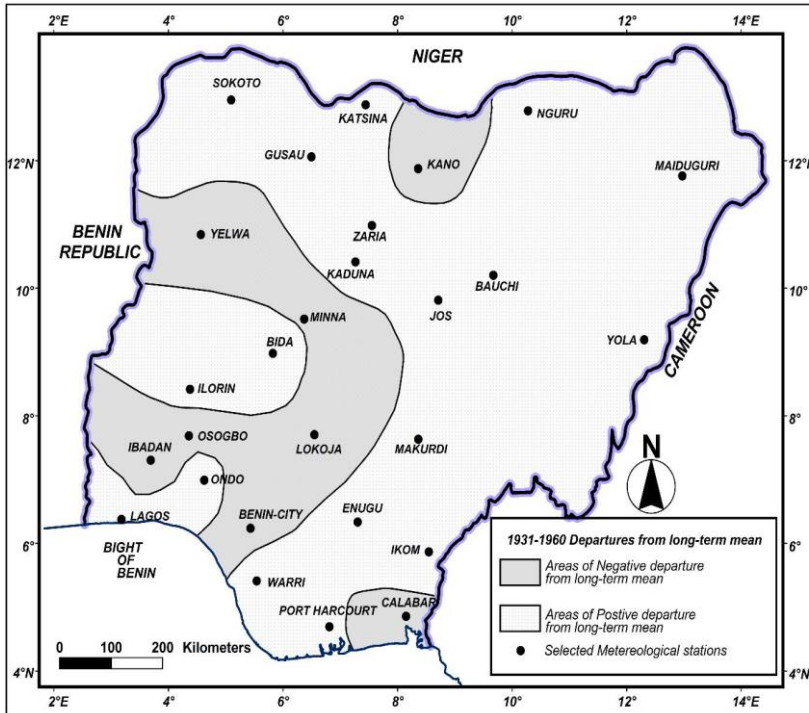 2°E 4°E 6°E 8°E 10°E 12°E 14°E
NIGER
SOKOTO
KATSINA
NGURU
12°N
GUSAU
KANO
MAIDUGURI
12°N
BENIN
REPUBLIC
YELWA
ZARIA
KADUNA
BAUCHI
10°N
10°N
JOS
MINNA
BIDA
YOLA
CAMEROON
ILORIN
8°N
8°N
IBADAN
OSOGBO
LOKOJA
MAKURDI
N
ONDO
LAGOS
BENIN-CITY
ENUGU
6°N
6°N
BIGHT
OF
BENIN
IKOM
WARRI
PORT HARCOURT
CALABAR
1931-1960 Departures from long-term mean
Areas of Negative departure
from long-term mean
Areas of Postive departure
from long-term mean
Selected Metereological stations
0 100 200 Kilometers
4°N
4°N
2°E 4°E 6°E 8°E 10°E 12°E 14°E